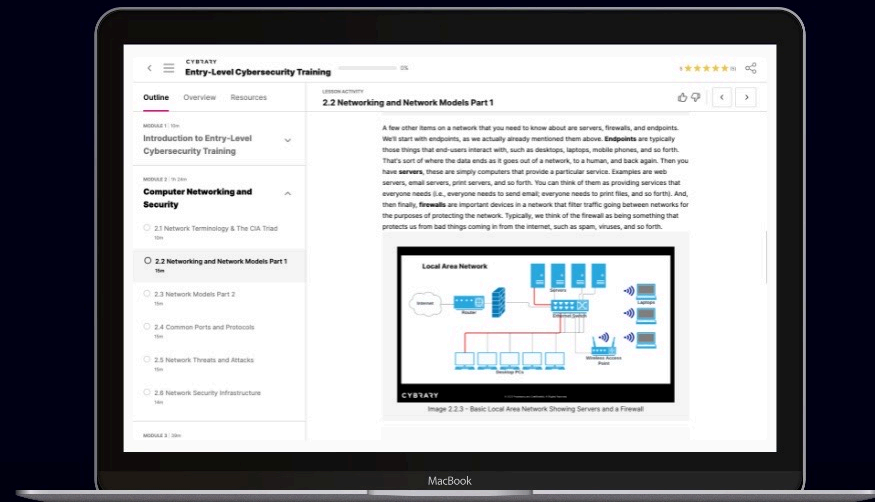 CYBRARY
Entry-Level Cybersecurity Training
0%
Outline Overview Resources
LESSON ACTIVITY
2.2 Networking and Network Models Part 1
MODULE 1
Introduction to Entry-Level
Cybersecurity Training
MODULE 2 | 1h 24m
Computer Networking and
Security
2.1 Network Terminology & The CIA Triad
2.2 Networking and Network Models Part 1
15m
2.3 Network Models Part 2
15m
2.4 Common Ports and Protocols
15m
2.5 Network Threats and Attacks
15m
2.6 Network Security Infrastructure
MODULE 3
A few other items on a network that you need to know about are servers, firewalls, and endpoints.
We'll start with endpoints, as we actually already mentioned them above. Endpoints are typically
those things that end-users interact with, such as desktops, laptops, mobile phones, and so forth.
That's sort of where the data ends as it goes out of a network, to a human, and back again. Then you
have servers, these are simply computers that provide a particular service. Examples are web
servers, email servers, print servers, and so forth. You can think of them as providing services that
everyone needs (i.e., everyone needs to send email; everyone needs to print files, and so forth). And,
then finally, firewalls are important devices in a network that filter traffic going between networks for
the purposes of protecting the network. Typically, we think of the firewall as being something that
protects us from bad things coming in from the internet, such as spam, viruses, and so forth.
Local Area Network
Servers
Internet
Router
Ethernet Switch
Laptops
Wireless Access
Point
Desktop PCs
CYBRARY
Image 2.2.3 - Basic Local Area Network Showing Servers and a Firewall
MacBook